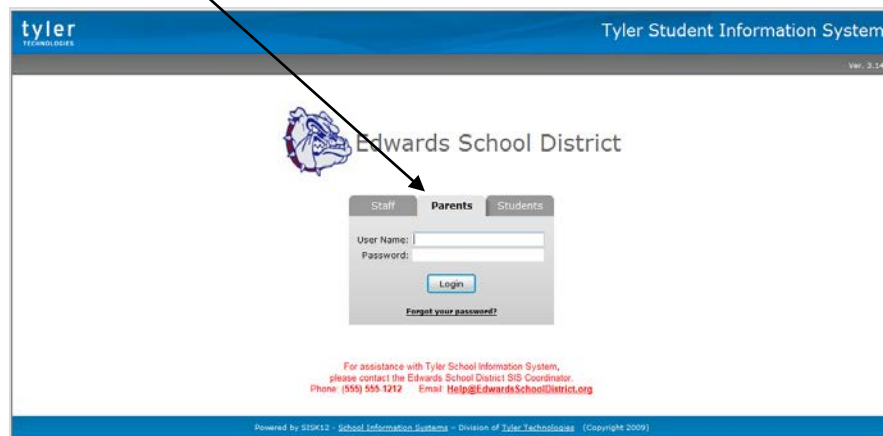 tyler
TECHNOLOGIES
Tyler Student Information System
Ver. 3.14
Edwards School District
Staff Parents Students
User Name:
Password:
Login
Forgot your password?
For assistance with Tyler School Information System,
please contact the Edwards School District SIS Coordinator.
Phone: (555) 555-1212 Email: Help@EdwardsSchoolDistrict.org
Powered by SISK12 - School Information Systems - Division of Tyler Technologies (Copyright 2009)